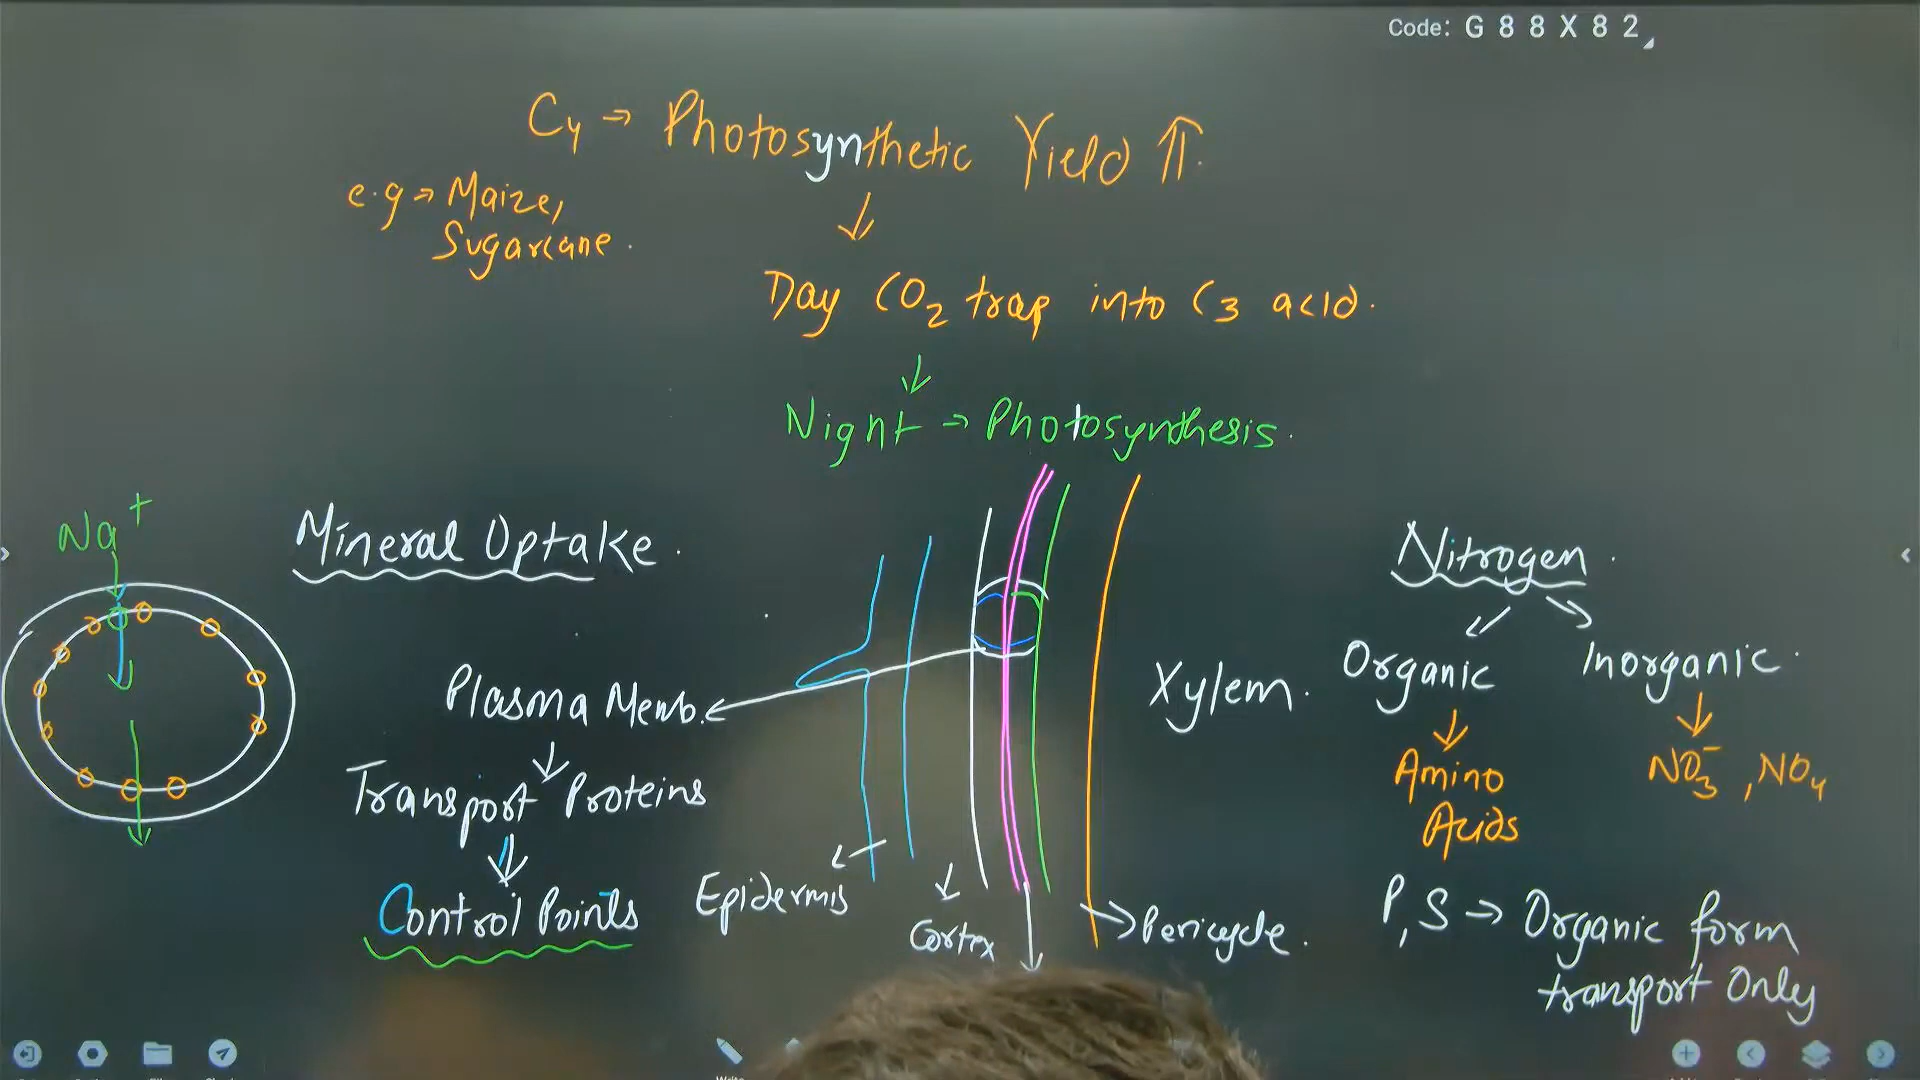 Code: G 8 8 X 8 2
C4 → Photosynthetic Yield ⇑.
e.g → Maize,
Sugarcane.
↓
Day CO2 trap into C3 acid.
↓
Night → Photosynthesis.
Na+
Mineral Uptake.
Plasma Memb.
↓
Transport Proteins
⇓
Control Points
Epidermis
Cortex
Pericycle.
Xylem.
Nitrogen.
Organic
Inorganic.
↓
Amino
Acids
↓
NO3-, NO4
P, S → Organic form
transport Only